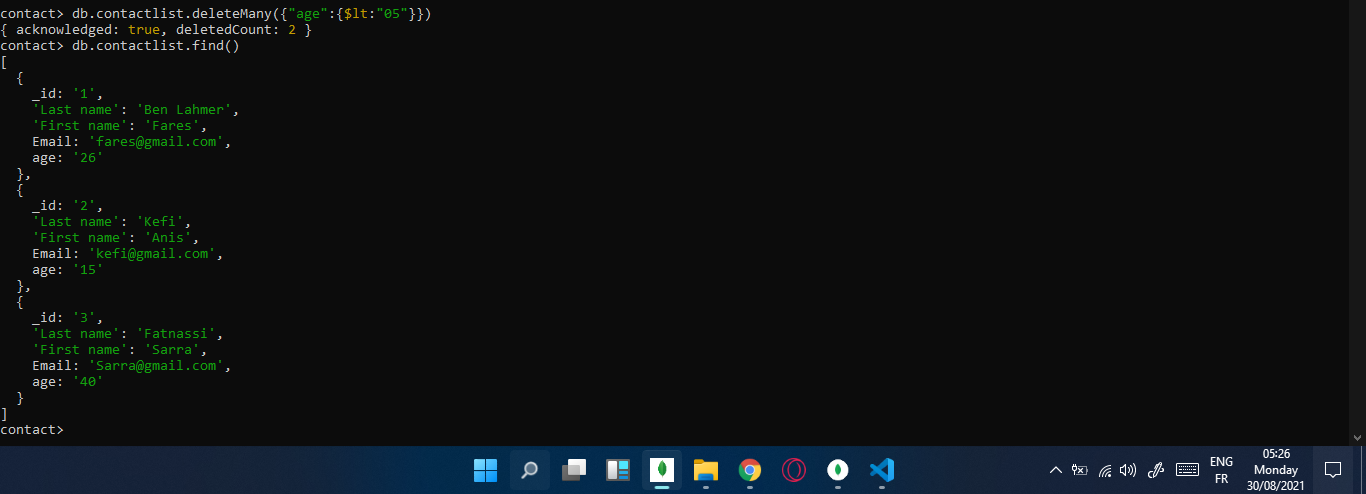 contact> db.contactlist.deleteMany({"age":{$lt:"05"}})
{ acknowledged: true, deletedCount: 2 }
contact> db.contactlist.find()
[
  {
    _id: '1',
    'Last name': 'Ben Lahmer',
    'First name': 'Fares',
    Email: 'fares@gmail.com',
    age: '26'
  },
  {
    _id: '2',
    'Last name': 'Kefi',
    'First name': 'Anis',
    Email: 'kefi@gmail.com',
    age: '15'
  },
  {
    _id: '3',
    'Last name': 'Fatnassi',
    'First name': 'Sarra',
    Email: 'Sarra@gmail.com',
    age: '40'
  }
]
contact>
ENG
FR
05:26
Monday
30/08/2021